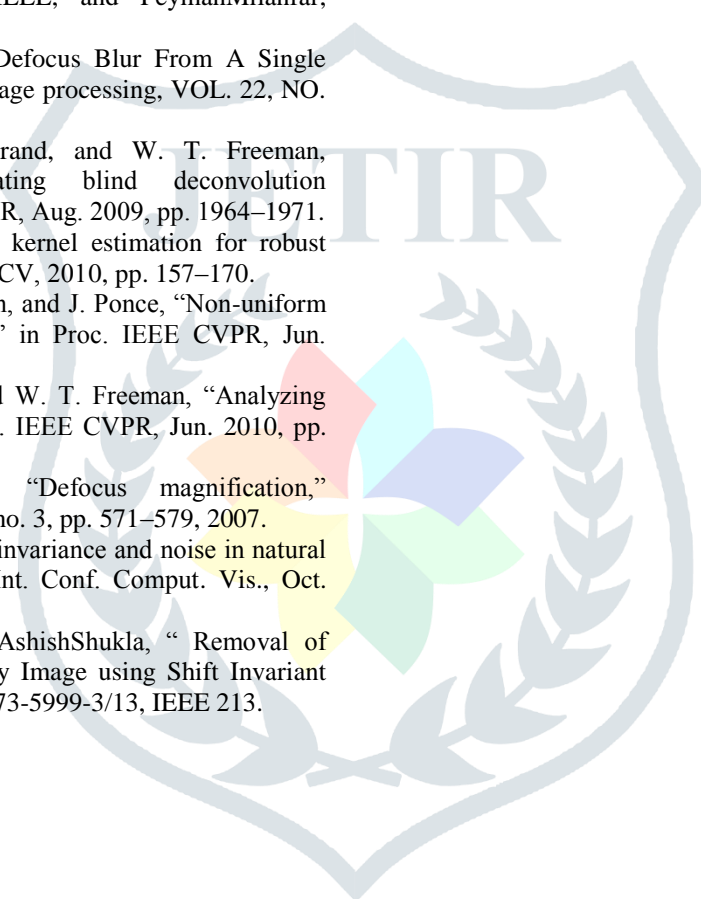 and PeymanMilanfar,
Defocus Blur From A Single
age processing, VOL. 22, NO.
rand, and W. T. Freeman,
ating blind deconvolution
R, Aug. 2009, pp. 1964–1971.
kernel estimation for robust
CV, 2010, pp. 157–170.
n, and J. Ponce, “Non-uniform
” in Proc. IEEE CVPR, Jun.
d W. T. Freeman, “Analyzing
. IEEE CVPR, Jun. 2010, pp.
“Defocus magnification,”
no. 3, pp. 571–579, 2007.
invariance and noise in natural
Int. Conf. Comput. Vis., Oct.
AshishShukla, “ Removal of
y Image using Shift Invariant
73-5999-3/13, IEEE 213.
JETIR